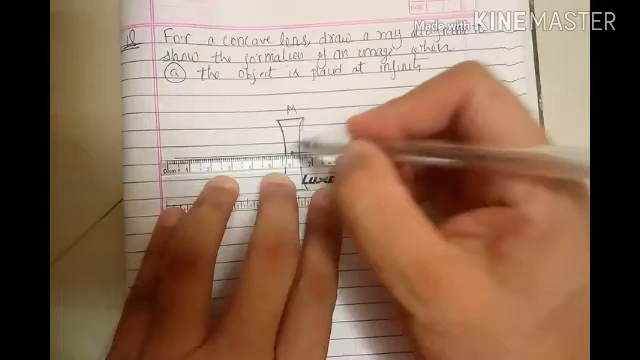 Made with KINEMASTER
Q For a concave lens, draw a ray diagram to
show the formation of an image when
a the object is placed at infinity
M
LUXO